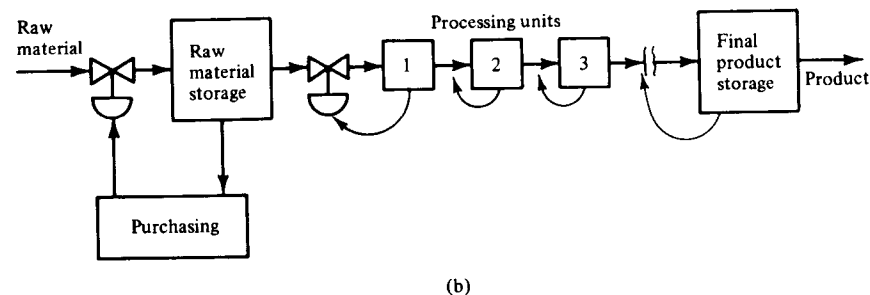 Processing units
Raw
material
Raw
material
storage
1
2
3
Final
product
storage
Product
Purchasing
(b)